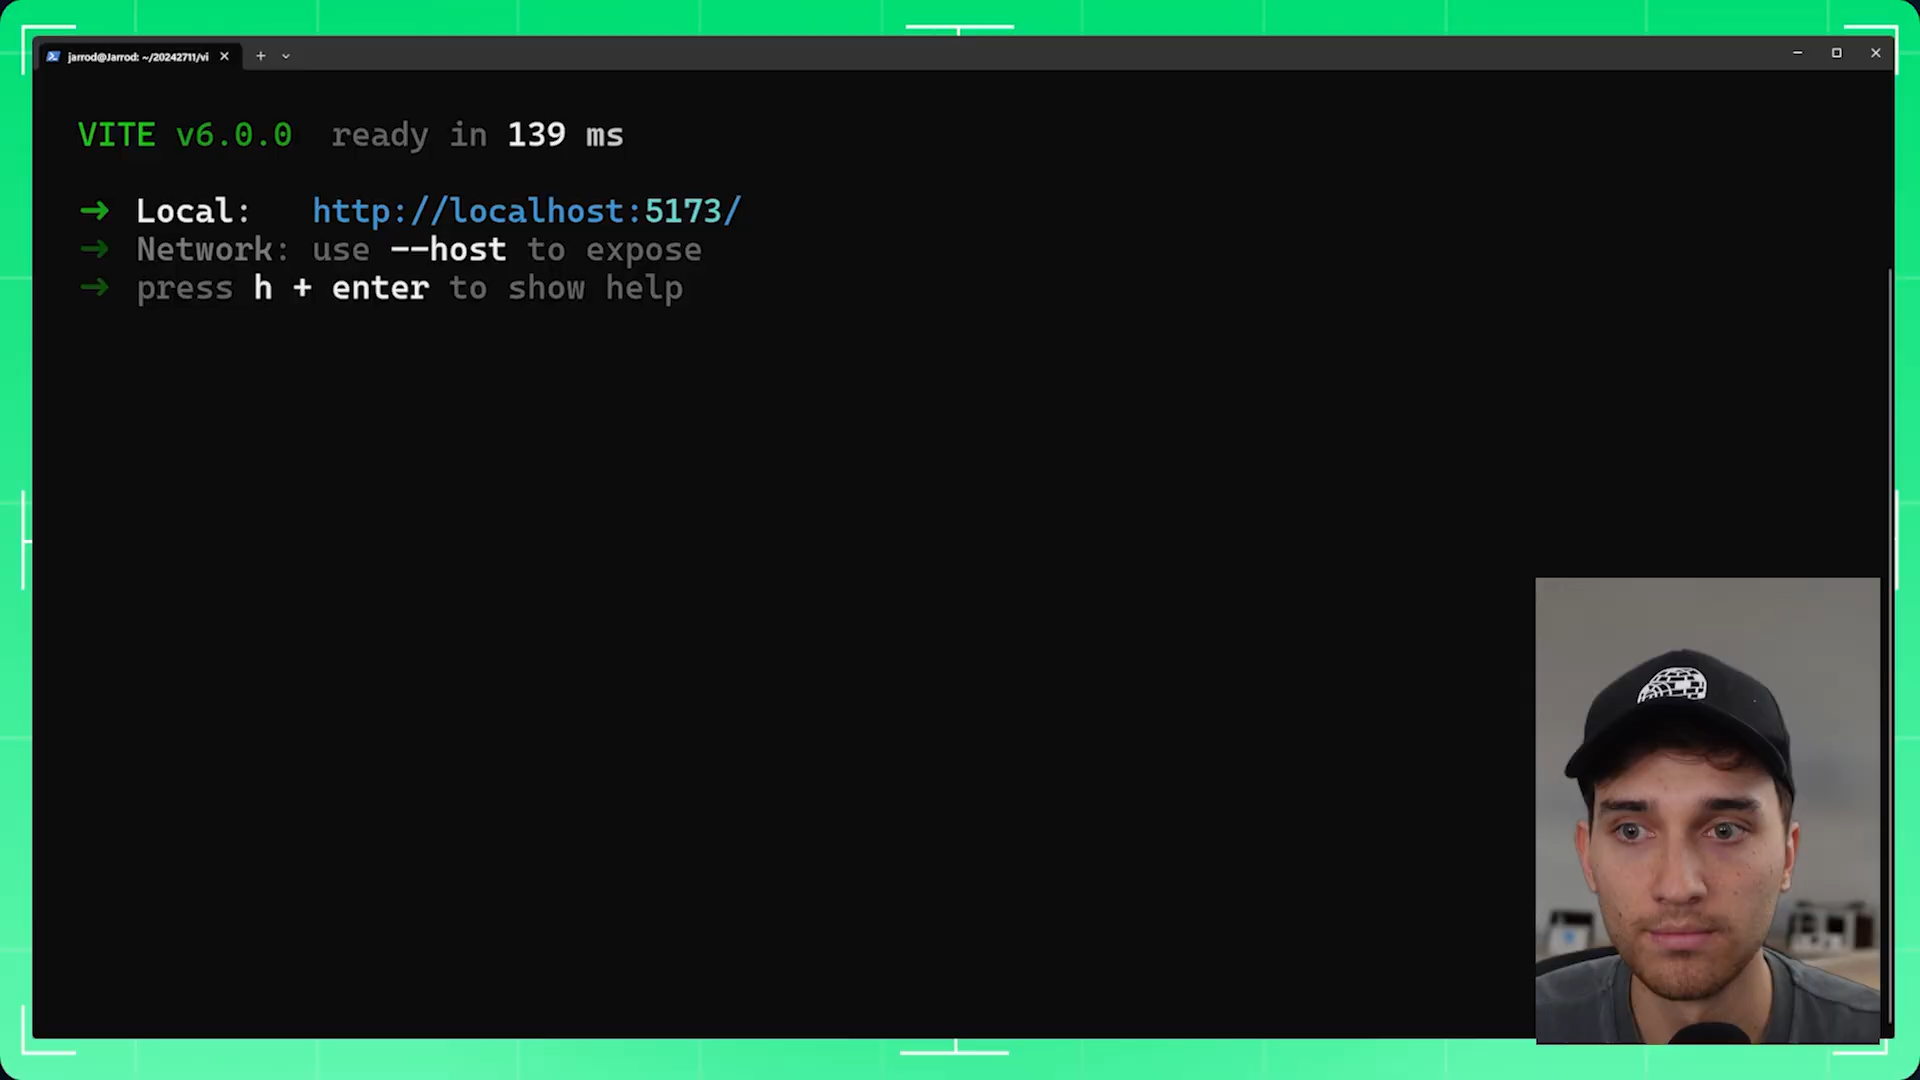 jarrod@Jarrod: ~/20242711/vi
VITE v6.0.0 ready in 139 ms
➜ Local: http://localhost:5173/
➜ Network: use --host to expose
➜ press h + enter to show help